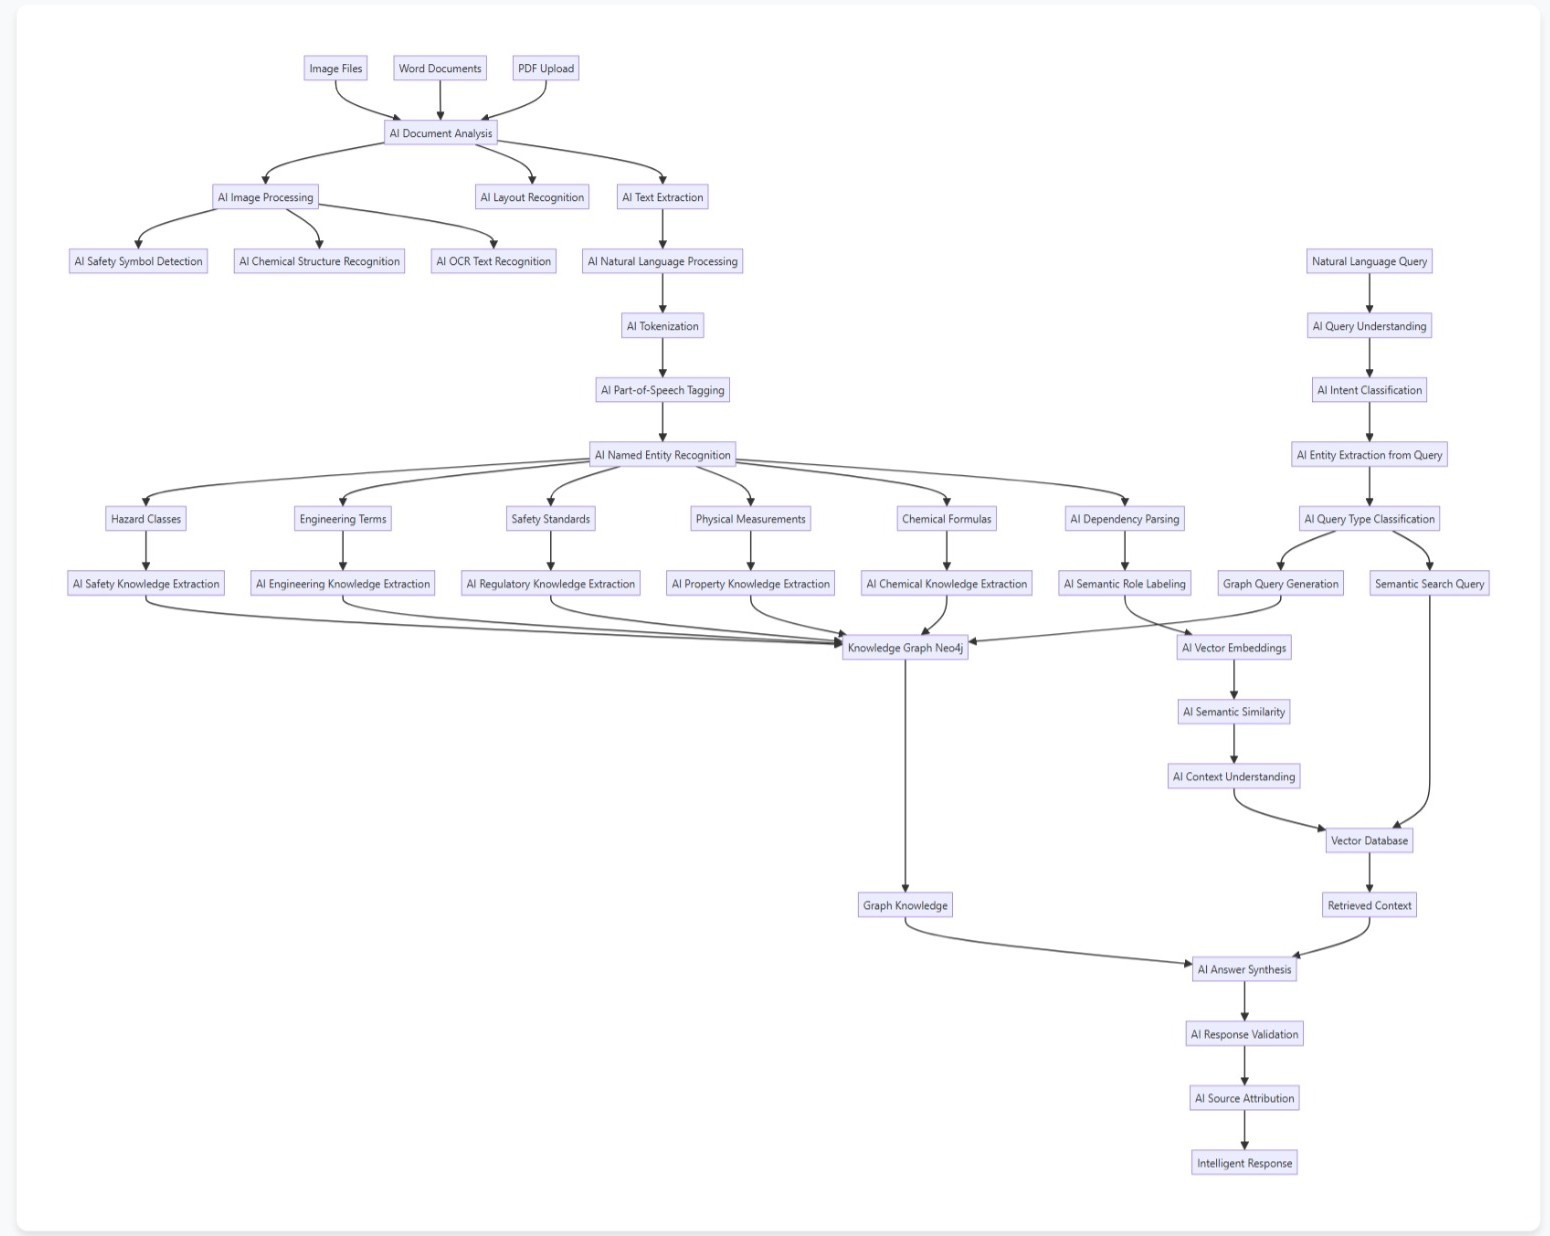 Image Files
Word Documents
PDF Upload
AI Document Analysis
AI Image Processing
AI Layout Recognition
AI Text Extraction
AI Safety Symbol Detection
AI Chemical Structure Recognition
AI OCR Text Recognition
AI Natural Language Processing
Natural Language Query
AI Tokenization
AI Query Understanding
AI Part-of-Speech Tagging
AI Intent Classification
AI Named Entity Recognition
AI Entity Extraction from Query
Hazard Classes
Engineering Terms
Safety Standards
Physical Measurements
Chemical Formulas
AI Dependency Parsing
AI Query Type Classification
AI Safety Knowledge Extraction
AI Engineering Knowledge Extraction
AI Regulatory Knowledge Extraction
AI Property Knowledge Extraction
AI Chemical Knowledge Extraction
AI Semantic Role Labeling
Graph Query Generation
Semantic Search Query
Knowledge Graph Neo4j
AI Vector Embeddings
AI Semantic Similarity
AI Context Understanding
Vector Database
Graph Knowledge
Retrieved Context
AI Answer Synthesis
AI Response Validation
AI Source Attribution
Intelligent Response